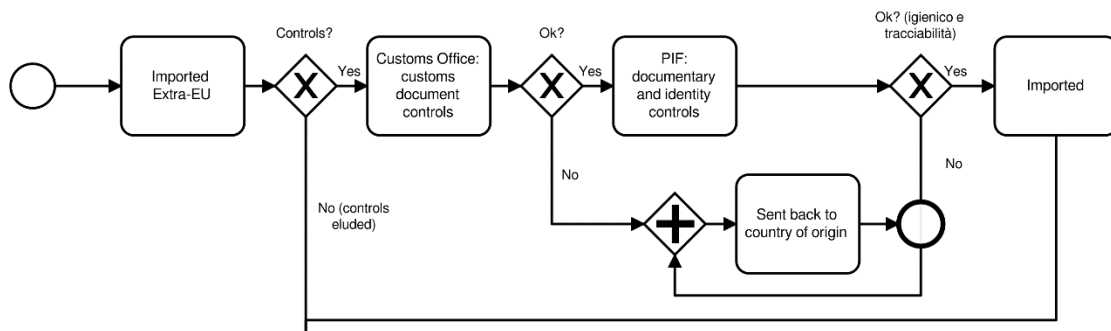 Controls?
Ok?
Ok? (igienico e
tracciabilità)
Imported
Extra-EU
Yes
Customs Office:
customs
document
controls
Yes
PIF:
documentary
and identity
controls
Yes
Imported
No (controls
eluded)
No
Sent back to
country of origin
No